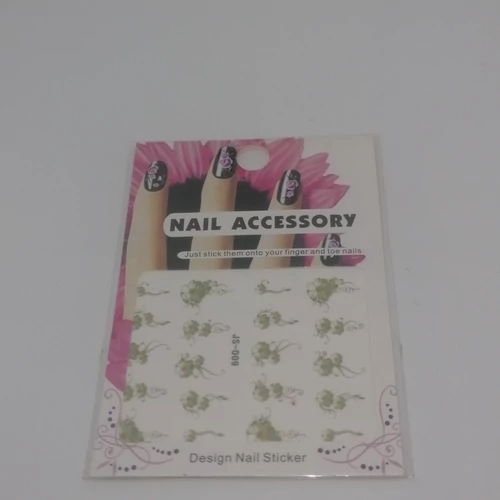 NAIL ACCESSORY
Just stick them onto your finger and toe nails
JS-009
Design Nail Sticker